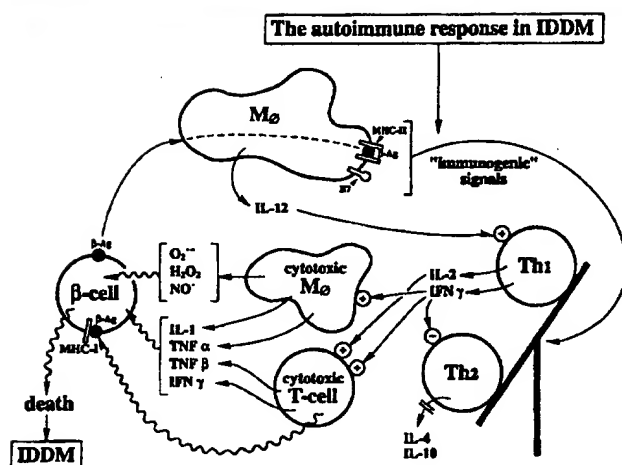 The autoimmune response in IDDM
MØ
MHC-II
Ag
B7
"immunogenic"
signals
IL-12
β-Ag
O₂˙⁻
H₂O₂
NO˙
cytotoxic
MØ
IL-2
IFN γ
Th1
β-cell
β-Ag
MHC-I
IL-1
TNF α
TNF β
IFN γ
cytotoxic
T-cell
Th2
IL-4
IL-10
death
IDDM
+
+
+
+
−